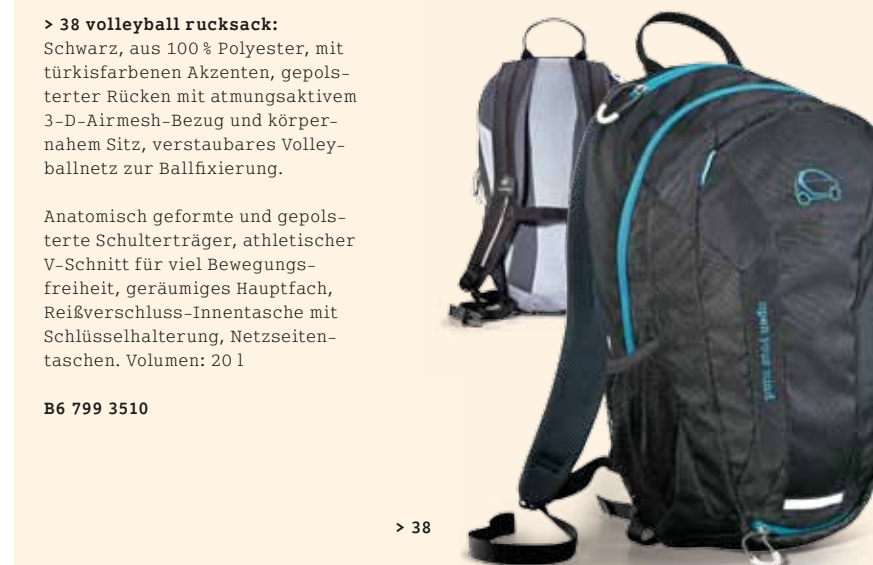 > 38 volleyball rucksack:
Schwarz, aus 100 % Polyester, mit
türkisfarbenen Akzenten, gepols-
terter Rücken mit atmungsaktivem
3-D-Airmesh-Bezug und körper-
nahem Sitz, verstaubares Volley-
ballnetz zur Ballfixierung.
Anatomisch geformte und gepols-
terte Schulterträger, athletischer
V-Schnitt für viel Bewegungs-
freiheit, geräumiges Hauptfach,
Reißverschluss-Innentasche mit
Schlüsselhalterung, Netzseiten-
taschen. Volumen: 20 l
B6 799 3510
> 38
open your mind.